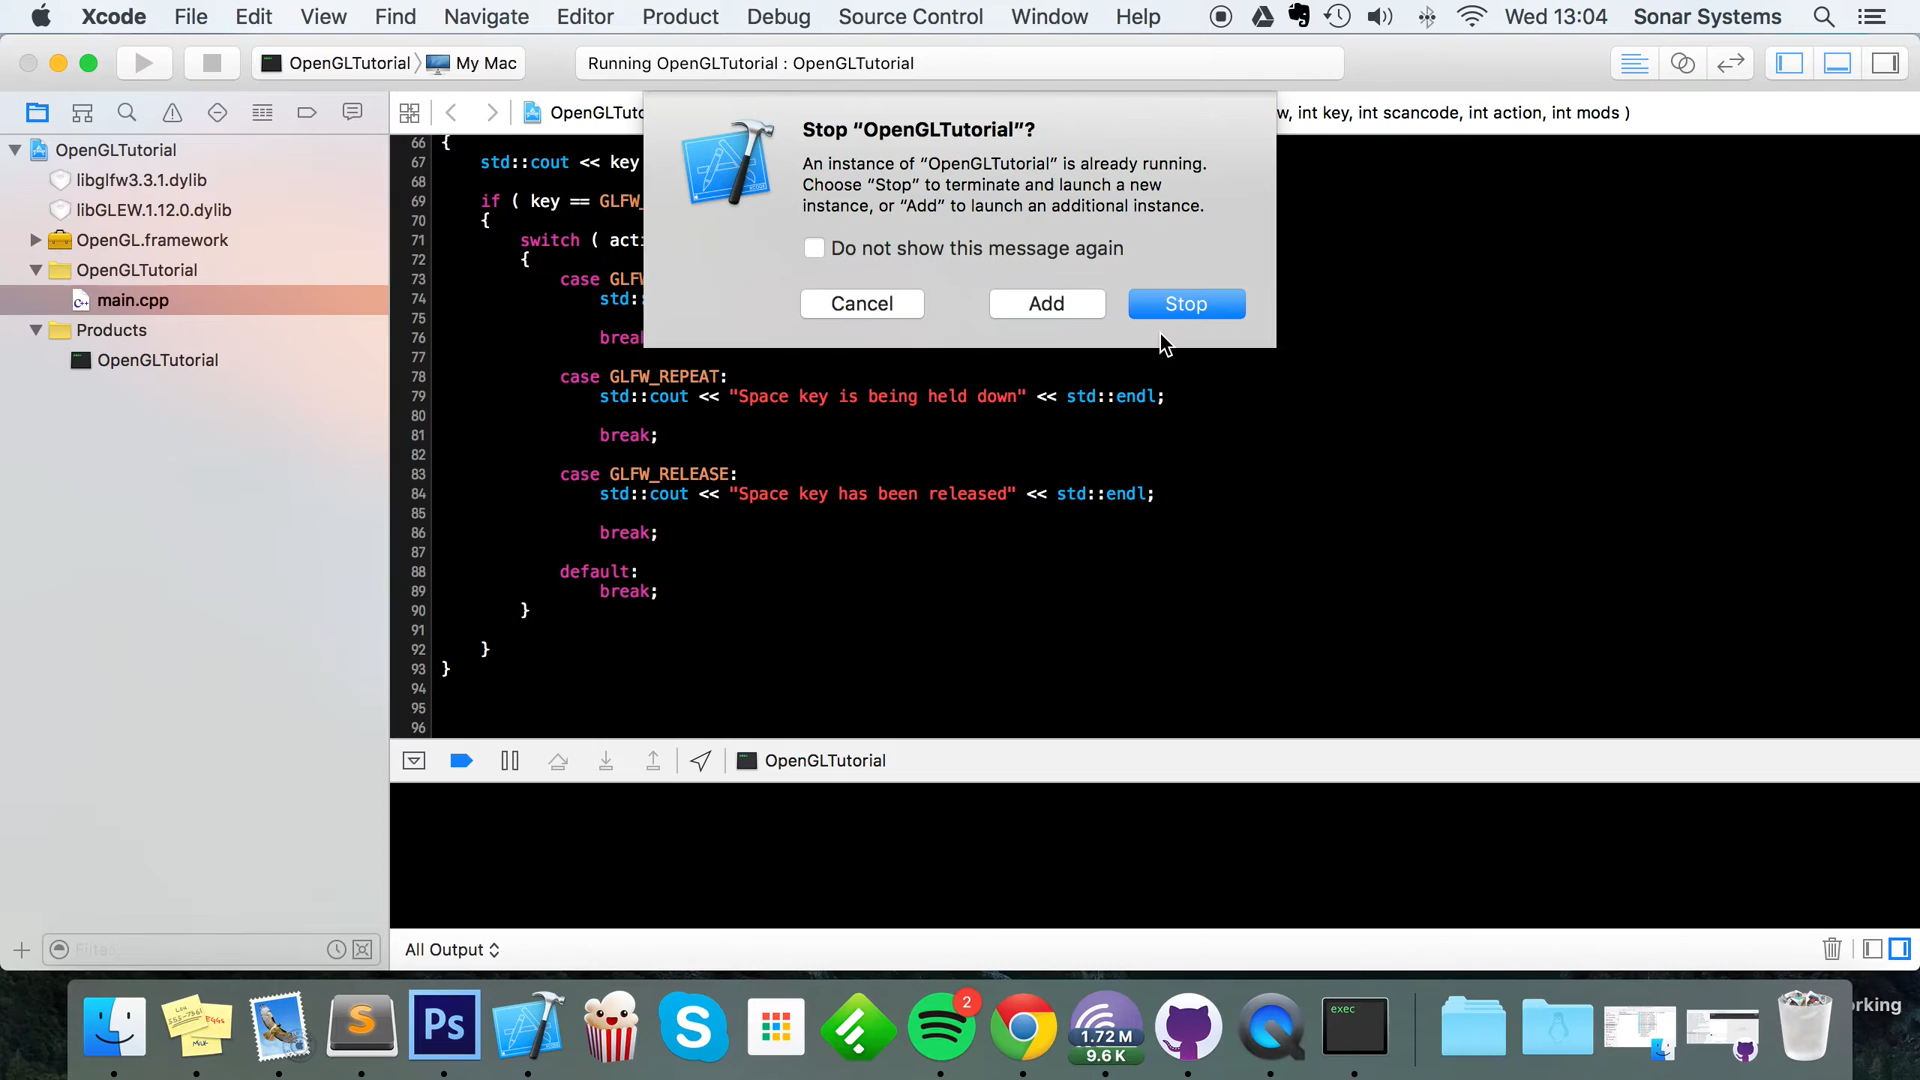 Xcode File Edit View Find Navigate Editor Product Debug Source Control Window Help Wed 13:04 Sonar Systems
OpenGLTutorial My Mac Running OpenGLTutorial : OpenGLTutorial
w, int key, int scancode, int action, int mods )
OpenGLTutorial
libglfw3.3.1.dylib
libGLEW.1.12.0.dylib
OpenGL.framework
OpenGLTutorial
main.cpp
Products
OpenGLTutorial
Stop “OpenGLTutorial”?
An instance of “OpenGLTutorial” is already running.
Choose “Stop” to terminate and launch a new
instance, or “Add” to launch an additional instance.
Do not show this message again
Cancel Add Stop
66 {
67 std::cout << key
68
69 if ( key == GLFW_
70 {
71 switch ( acti
72 {
73 case GLFW
74 std::
75
76 break
77
78 case GLFW_REPEAT:
79 std::cout << "Space key is being held down" << std::endl;
80
81 break;
82
83 case GLFW_RELEASE:
84 std::cout << "Space key has been released" << std::endl;
85
86 break;
87
88 default:
89 break;
90 }
91
92 }
93 }
94
95
96
OpenGLTutorial
All Output
2
Ps
exec
1.72 M
9.6 K
EGGS
Milk